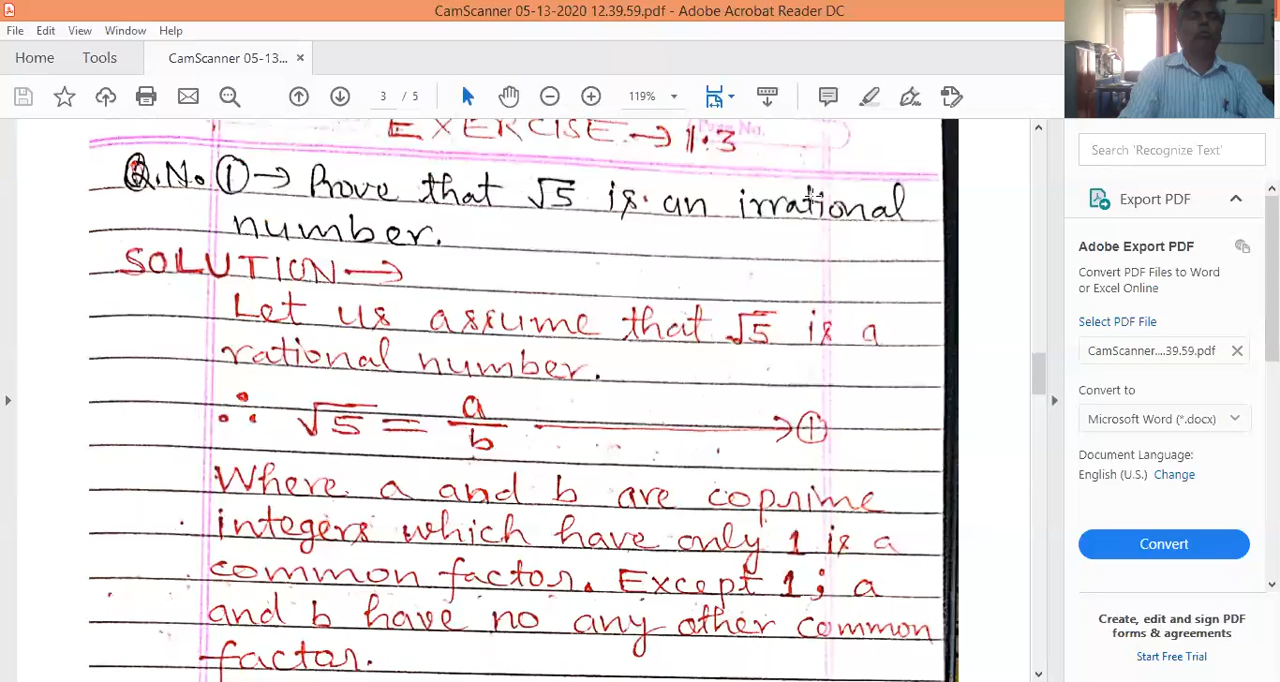 CamScanner 05-13-2020 12.39.59.pdf - Adobe Acrobat Reader DC
File Edit View Window Help
Home Tools CamScanner 05-13... ×
3 / 5 119%
EXERCISE → 1.3
Q.N. ① → Prove that √5 is an irrational
number.
SOLUTION →
Let us assume that √5 is a
rational number.
∴ √5 = a/b → ①
Where a and b are coprime
integers which have only 1 is a
common factor. Except 1; a
and b have no any other common
factor.
Search 'Recognize Text'
Export PDF
Adobe Export PDF
Convert PDF Files to Word
or Excel Online
Select PDF File
CamScanner....39.59.pdf
Convert to
Microsoft Word (*.docx)
Document Language:
English (U.S.) Change
Convert
Create, edit and sign PDF
forms & agreements
Start Free Trial